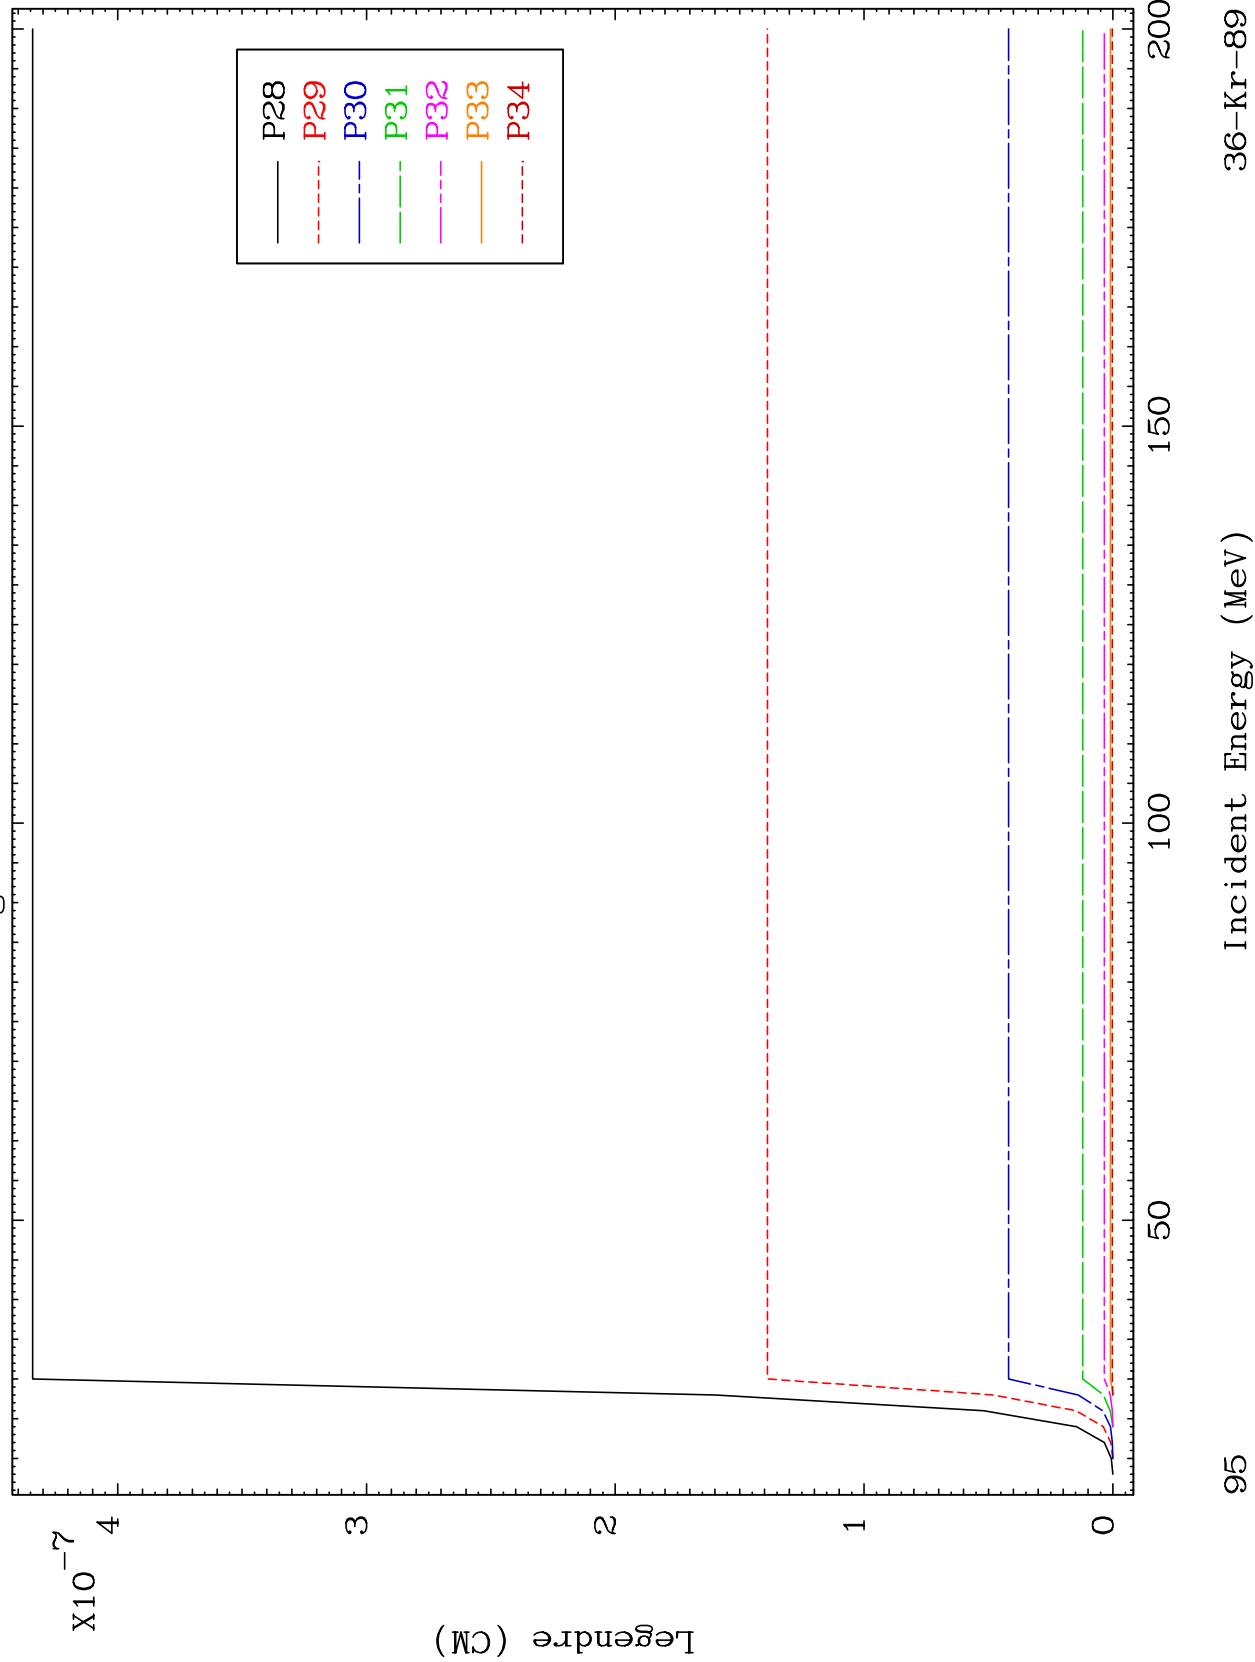 X10-7
4
3
2
1
0
Legendre (CM)
P28
P29
P30
P31
P32
P33
P34
50
100
150
200
Incident Energy (MeV)
95
36-Kr-89